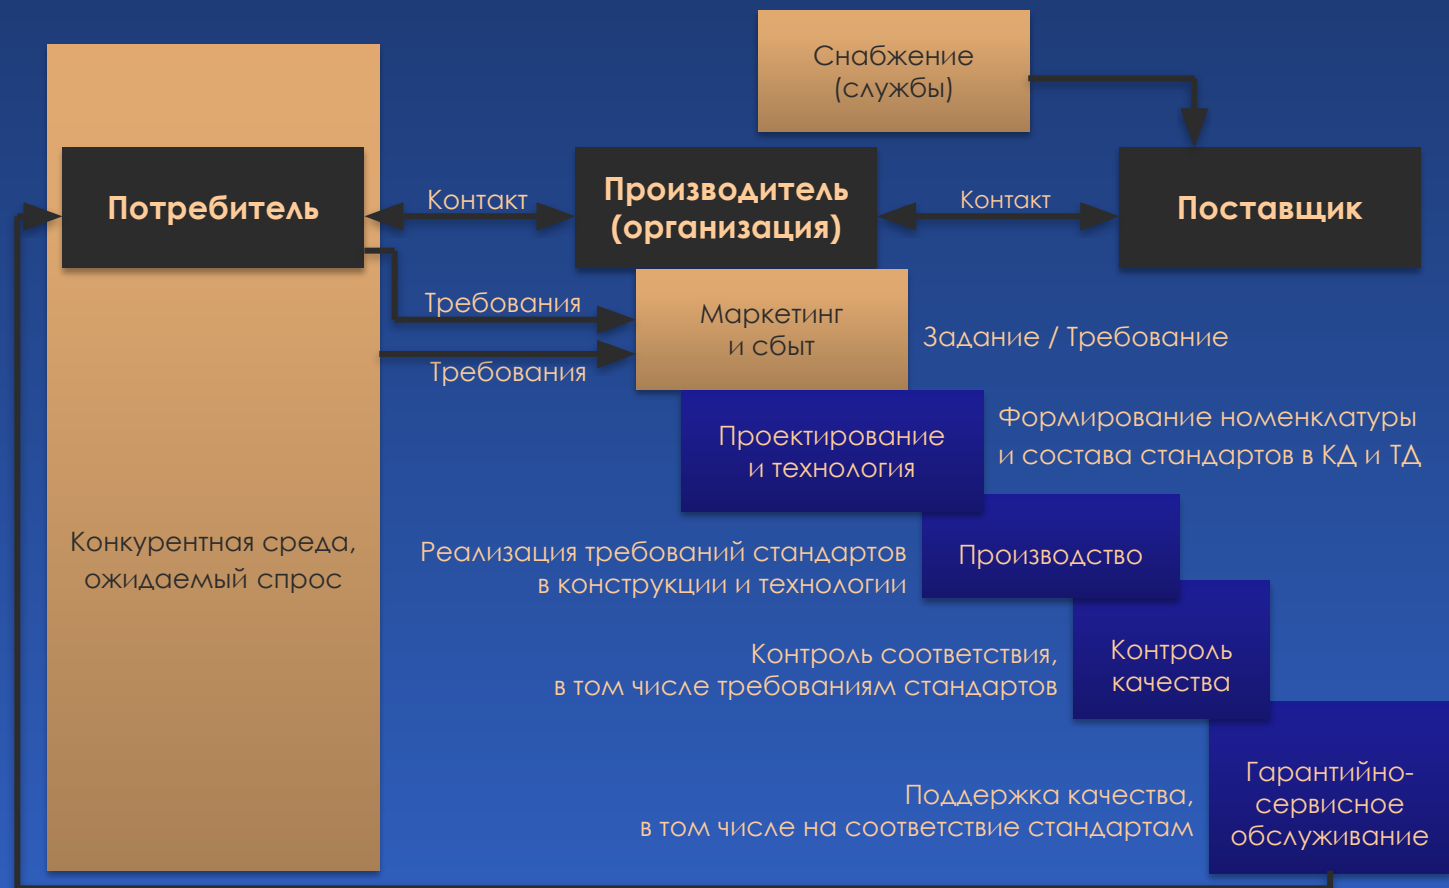 Снабжение
(службы)
Потребитель
Контакт
Производитель
(организация)
Контакт
Поставщик
Требования
Маркетинг
и сбыт
Задание / Требование
Требования
Проектирование
и технология
Формирование номенклатуры
и состава стандартов в КД и ТД
Конкурентная среда,
ожидаемый спрос
Реализация требований стандартов
в конструкции и технологии
Производство
Контроль соответствия,
в том числе требованиям стандартов
Контроль
качества
Поддержка качества,
в том числе на соответствие стандартам
Гарантийно-
сервисное
обслуживание